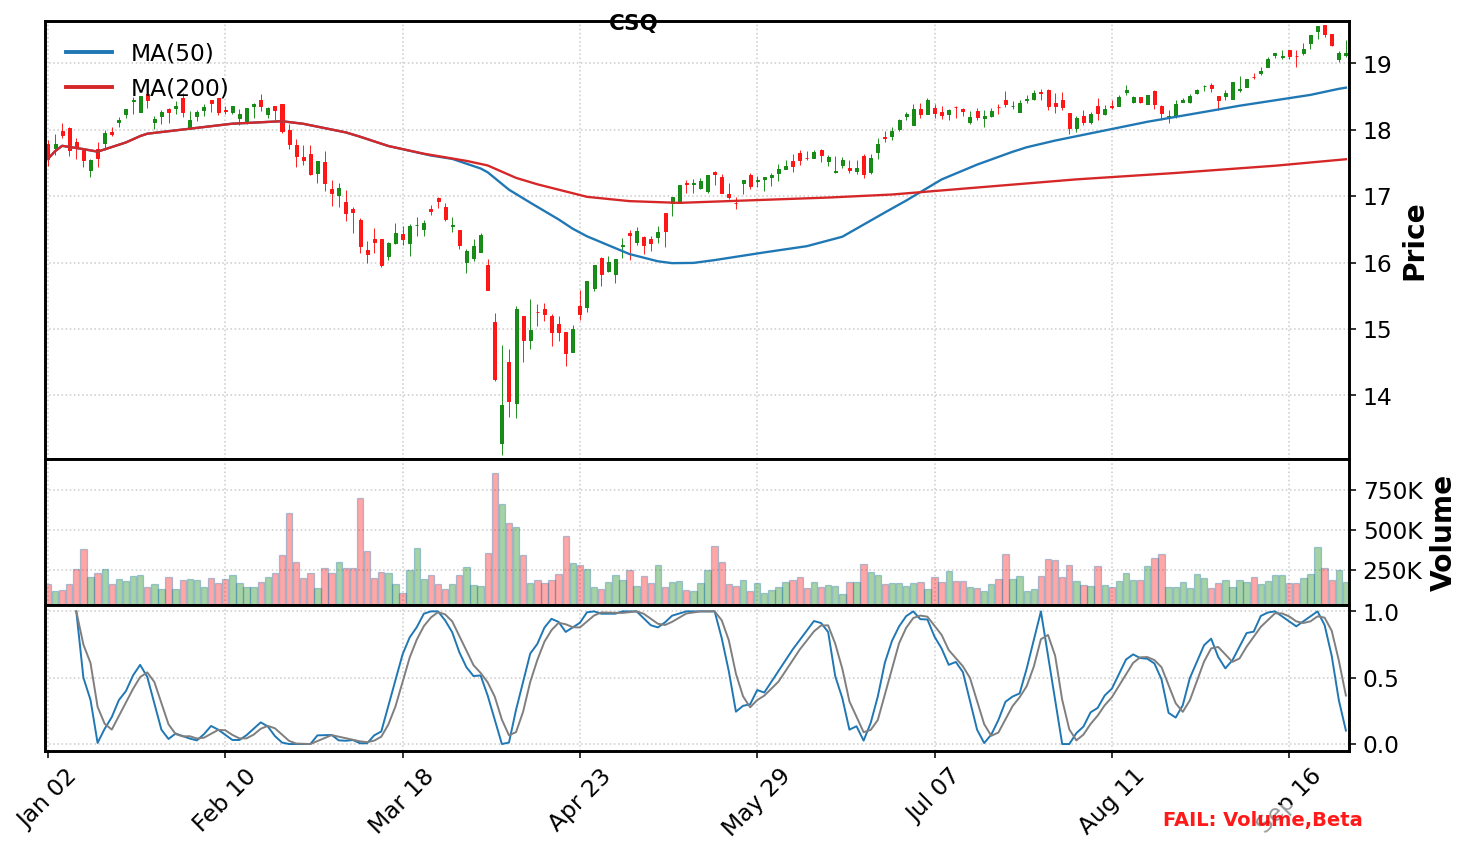 CSQ
MA(50)
MA(200)
19
18
17
16
15
14
Price
750K
500K
250K
Volume
1.0
0.5
0.0
Jan 02
Feb 10
Mar 18
Apr 23
May 29
Jul 07
Aug 11
Sep 16
FAIL: Volume,Beta